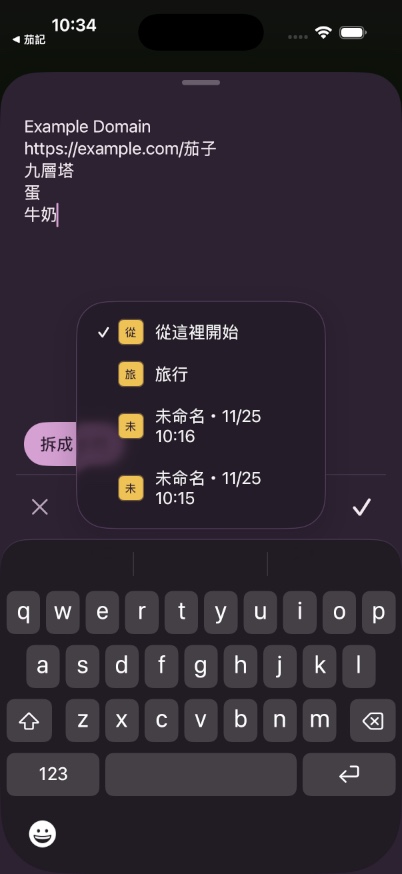 10:34
◀ 茄記
Example Domain
https://example.com/茄子
九層塔
蛋
牛奶
從 從這裡開始
旅 旅行
未 未命名・11/25
10:16
未 未命名・11/25
10:15
拆成
q w e r t y u i o p
a s d f g h j k l
z x c v b n m
123